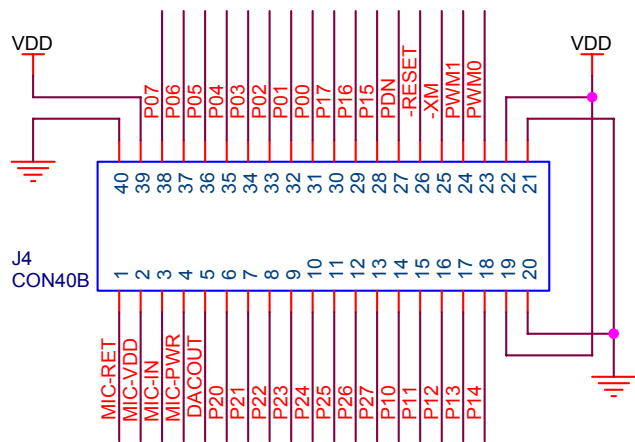 VDD
VDD
P07
P06
P05
P04
P03
P02
P01
P00
P17
P16
P15
PDN
-RESET
-XM
PWM1
PWM0
40
39
38
37
36
35
34
33
32
31
30
29
28
27
26
25
24
23
22
21
J4
CON40B
1
2
3
4
5
6
7
8
9
10
11
12
13
14
15
16
17
18
19
20
MIC-RET
MIC-VDD
MIC-IN
MIC-PWR
DACOUT
P20
P21
P22
P23
P24
P25
P26
P27
P10
P11
P12
P13
P14